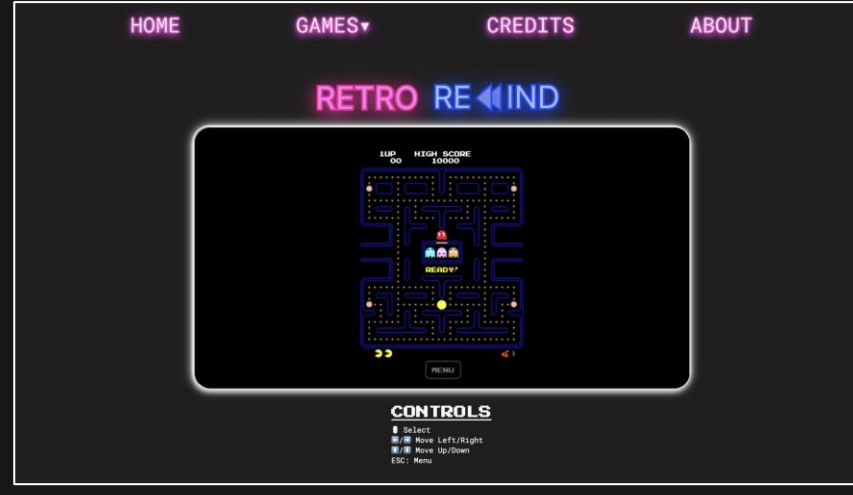 HOME GAMES▾ CREDITS ABOUT
RETRO RE⏪IND
1UP HIGH SCORE
00 10000
READY!
1
MENU
CONTROLS
Select
⬅/➡ Move Left/Right
⬆/⬇ Move Up/Down
ESC: Menu